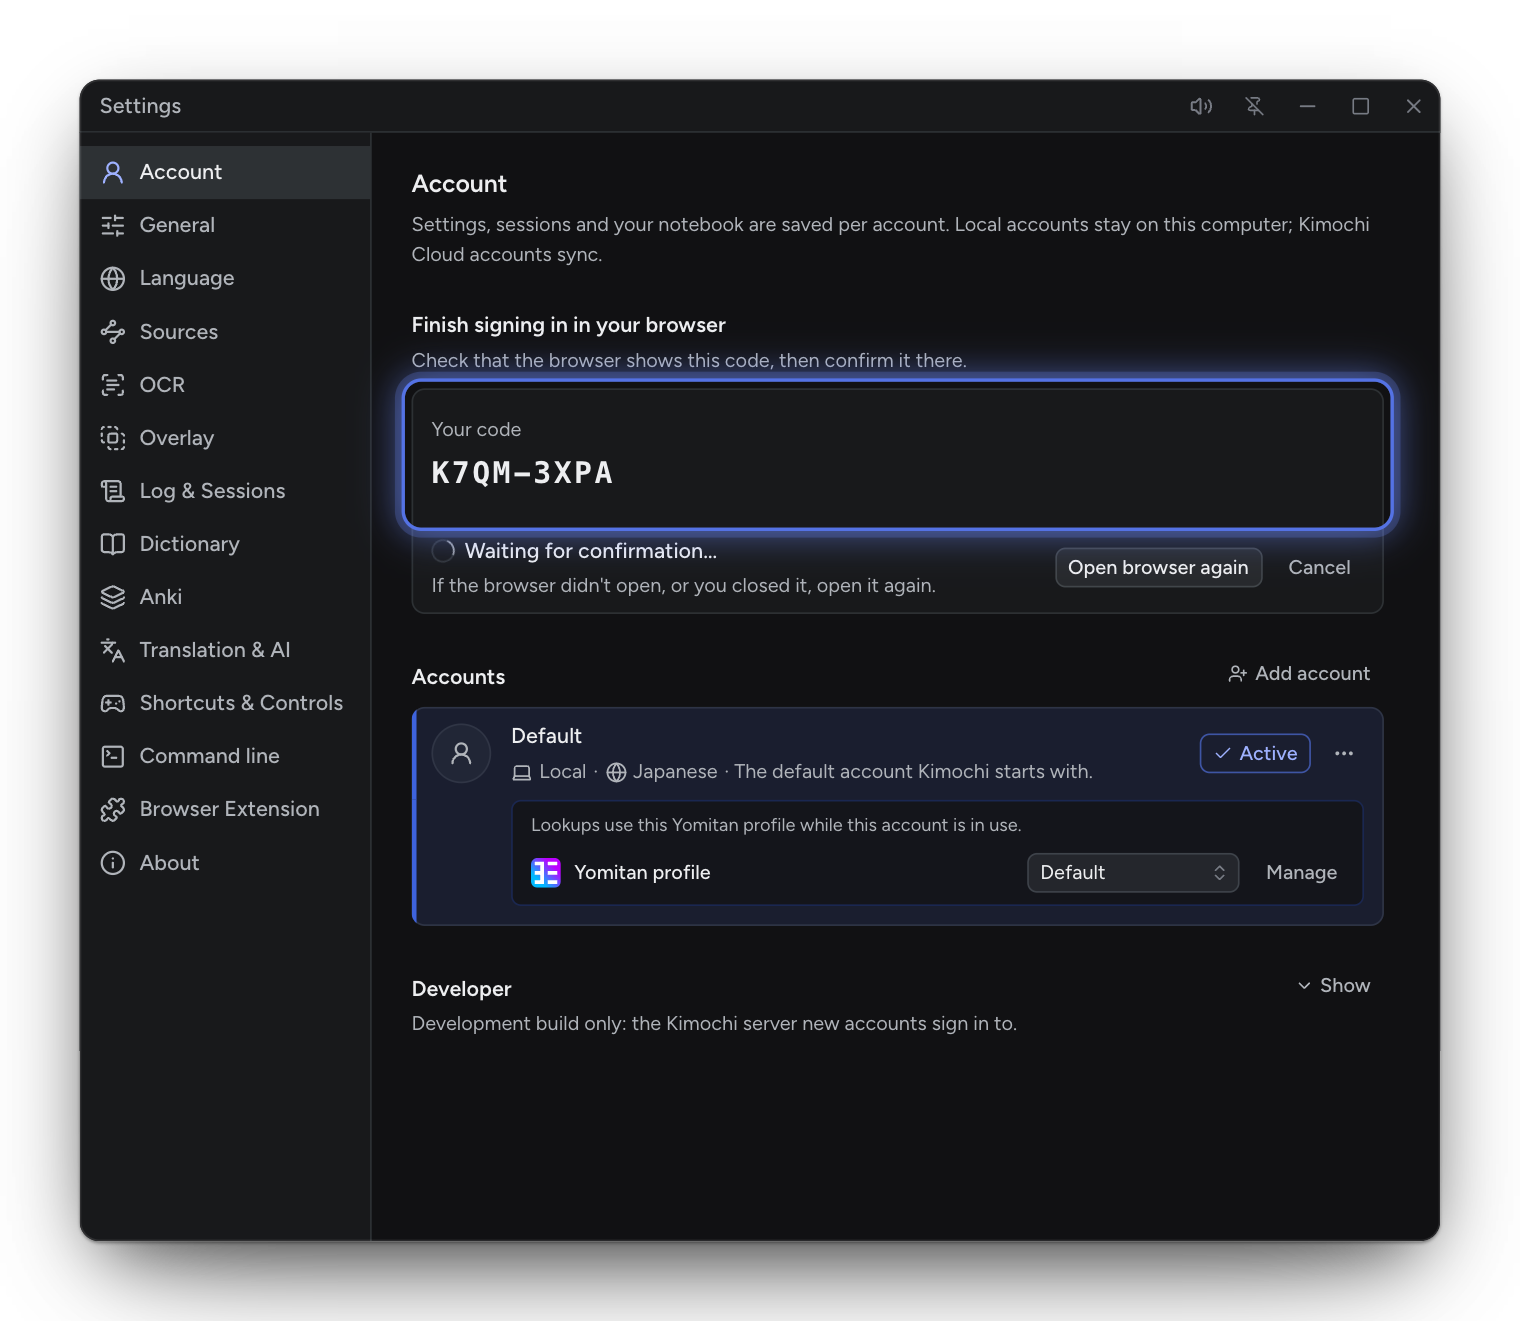 Settings
Account
General
Language
Sources
OCR
Overlay
Log & Sessions
Dictionary
Anki
Translation & AI
Shortcuts & Controls
Command line
Browser Extension
About
Account
Settings, sessions and your notebook are saved per account. Local accounts stay on this computer; Kimochi
Cloud accounts sync.
Finish signing in in your browser
Check that the browser shows this code, then confirm it there.
Your code
K7QM–3XPA
Waiting for confirmation...
If the browser didn't open, or you closed it, open it again.
Open browser again
Cancel
Accounts
Add account
Default
Local · Japanese · The default account Kimochi starts with.
Active
Lookups use this Yomitan profile while this account is in use.
Yomitan profile
Default
Manage
Developer
Show
Development build only: the Kimochi server new accounts sign in to.